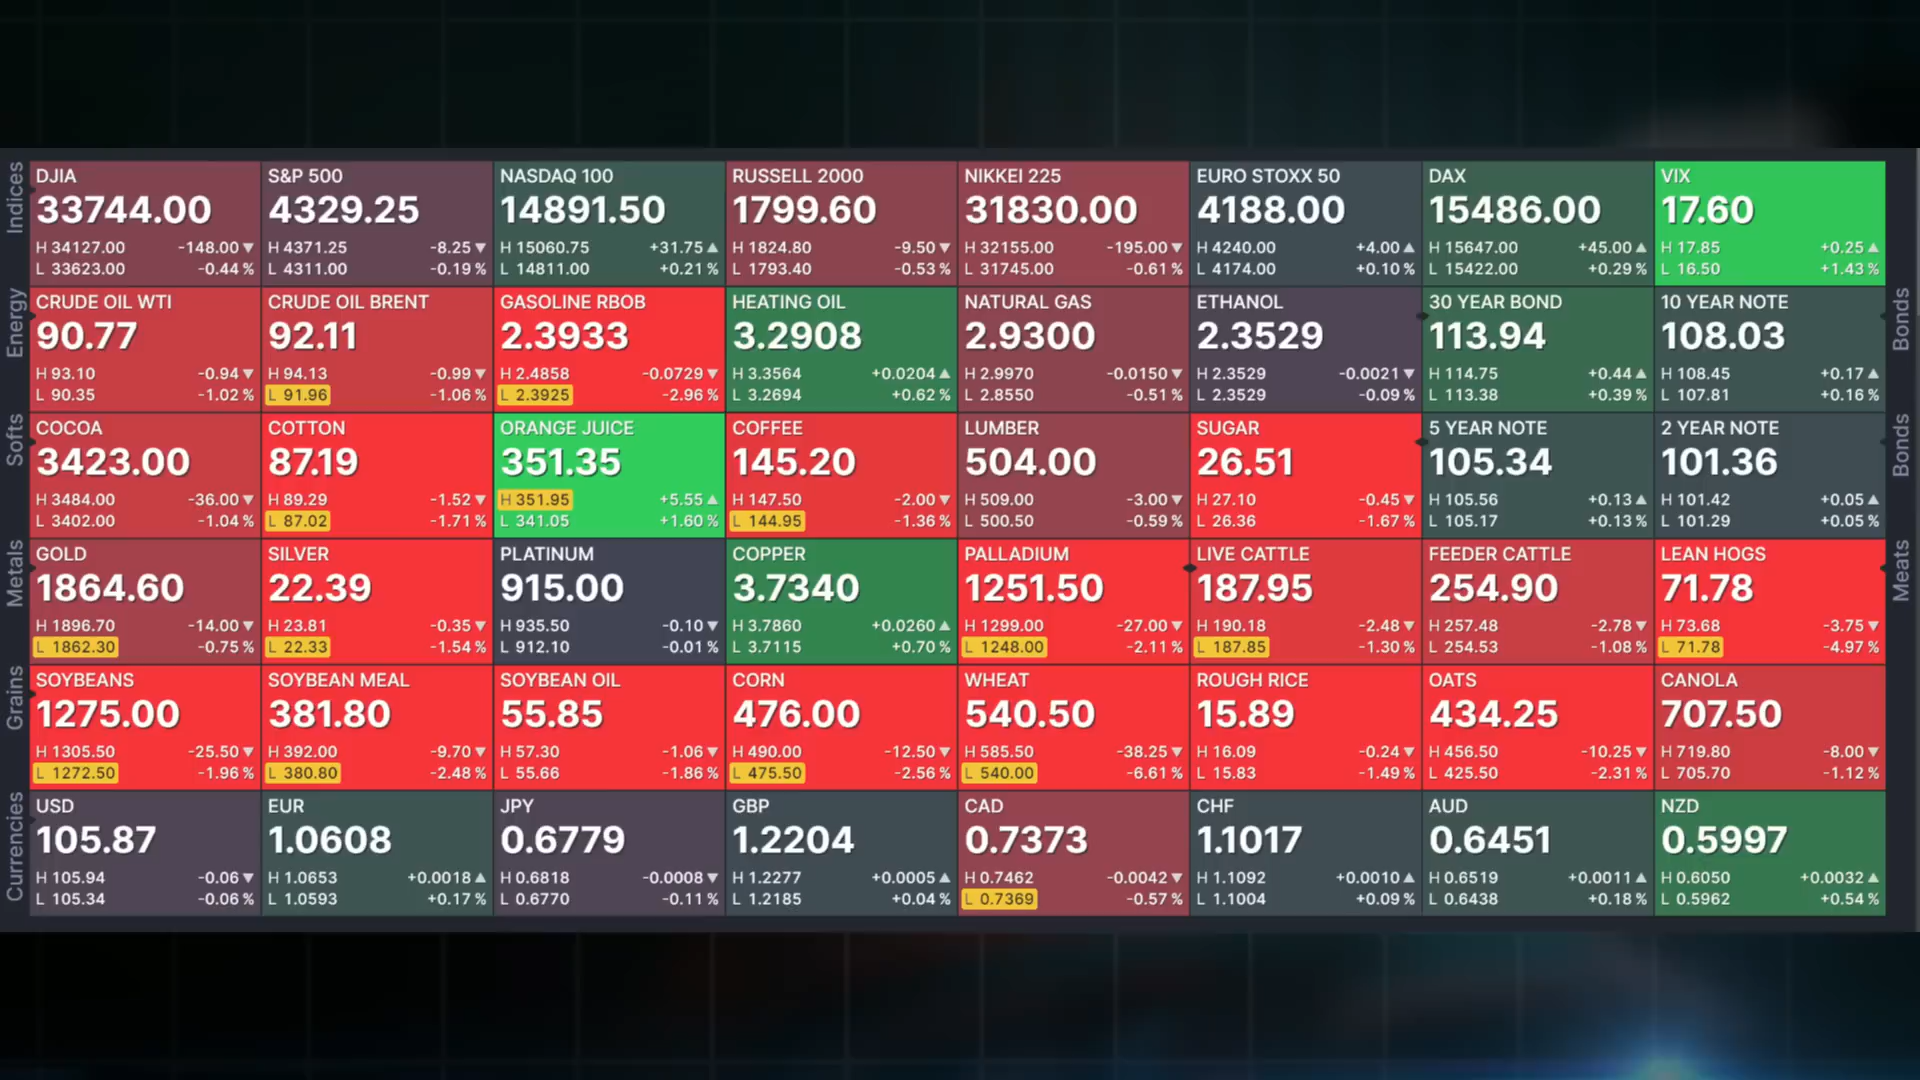 Indices
DJIA
33744.00
H 34127.00 -148.00 ▼
L 33623.00 -0.44 %
S&P 500
4329.25
H 4371.25 -8.25 ▼
L 4311.00 -0.19 %
NASDAQ 100
14891.50
H 15060.75 +31.75 ▲
L 14811.00 +0.21 %
RUSSELL 2000
1799.60
H 1824.80 -9.50 ▼
L 1793.40 -0.53 %
NIKKEI 225
31830.00
H 32155.00 -195.00 ▼
L 31745.00 -0.61 %
EURO STOXX 50
4188.00
H 4240.00 +4.00 ▲
L 4174.00 +0.10 %
DAX
15486.00
H 15647.00 +45.00 ▲
L 15422.00 +0.29 %
VIX
17.60
H 17.85 +0.25 ▲
L 16.50 +1.43 %
Energy
CRUDE OIL WTI
90.77
H 93.10 -0.94 ▼
L 90.35 -1.02 %
CRUDE OIL BRENT
92.11
H 94.13 -0.99 ▼
L 91.96 -1.06 %
GASOLINE RBOB
2.3933
H 2.4858 -0.0729 ▼
L 2.3925 -2.96 %
HEATING OIL
3.2908
H 3.3564 +0.0204 ▲
L 3.2694 +0.62 %
NATURAL GAS
2.9300
H 2.9970 -0.0150 ▼
L 2.8550 -0.51 %
ETHANOL
2.3529
H 2.3529 -0.0021 ▼
L 2.3529 -0.09 %
30 YEAR BOND
113.94
H 114.75 +0.44 ▲
L 113.38 +0.39 %
10 YEAR NOTE
108.03
H 108.45 +0.17 ▲
L 107.81 +0.16 %
Bonds
Softs
COCOA
3423.00
H 3484.00 -36.00 ▼
L 3402.00 -1.04 %
COTTON
87.19
H 89.29 -1.52 ▼
L 87.02 -1.71 %
ORANGE JUICE
351.35
H 351.95 +5.55 ▲
L 341.05 +1.60 %
COFFEE
145.20
H 147.50 -2.00 ▼
L 144.95 -1.36 %
LUMBER
504.00
H 509.00 -3.00 ▼
L 500.50 -0.59 %
SUGAR
26.51
H 27.10 -0.45 ▼
L 26.36 -1.67 %
5 YEAR NOTE
105.34
H 105.56 +0.13 ▲
L 105.17 +0.13 %
2 YEAR NOTE
101.36
H 101.42 +0.05 ▲
L 101.29 +0.05 %
Bonds
Metals
GOLD
1864.60
H 1896.70 -14.00 ▼
L 1862.30 -0.75 %
SILVER
22.39
H 23.81 -0.35 ▼
L 22.33 -1.54 %
PLATINUM
915.00
H 935.50 -0.10 ▼
L 912.10 -0.01 %
COPPER
3.7340
H 3.7860 +0.0260 ▲
L 3.7115 +0.70 %
PALLADIUM
1251.50
H 1299.00 -27.00 ▼
L 1248.00 -2.11 %
LIVE CATTLE
187.95
H 190.18 -2.48 ▼
L 187.85 -1.30 %
FEEDER CATTLE
254.90
H 257.48 -2.78 ▼
L 254.53 -1.08 %
LEAN HOGS
71.78
H 73.68 -3.75 ▼
L 71.78 -4.97 %
Meats
Grains
SOYBEANS
1275.00
H 1305.50 -25.50 ▼
L 1272.50 -1.96 %
SOYBEAN MEAL
381.80
H 392.00 -9.70 ▼
L 380.80 -2.48 %
SOYBEAN OIL
55.85
H 57.30 -1.06 ▼
L 55.66 -1.86 %
CORN
476.00
H 490.00 -12.50 ▼
L 475.50 -2.56 %
WHEAT
540.50
H 585.50 -38.25 ▼
L 540.00 -6.61 %
ROUGH RICE
15.89
H 16.09 -0.24 ▼
L 15.83 -1.49 %
OATS
434.25
H 456.50 -10.25 ▼
L 425.50 -2.31 %
CANOLA
707.50
H 719.80 -8.00 ▼
L 705.70 -1.12 %
Currencies
USD
105.87
H 105.94 -0.06 ▼
L 105.34 -0.06 %
EUR
1.0608
H 1.0653 +0.0018 ▲
L 1.0593 +0.17 %
JPY
0.6779
H 0.6818 -0.0008 ▼
L 0.6770 -0.11 %
GBP
1.2204
H 1.2277 +0.0005 ▲
L 1.2185 +0.04 %
CAD
0.7373
H 0.7462 -0.0042 ▼
L 0.7369 -0.57 %
CHF
1.1017
H 1.1092 +0.0010 ▲
L 1.1004 +0.09 %
AUD
0.6451
H 0.6519 +0.0011 ▲
L 0.6438 +0.18 %
NZD
0.5997
H 0.6050 +0.0032 ▲
L 0.5962 +0.54 %